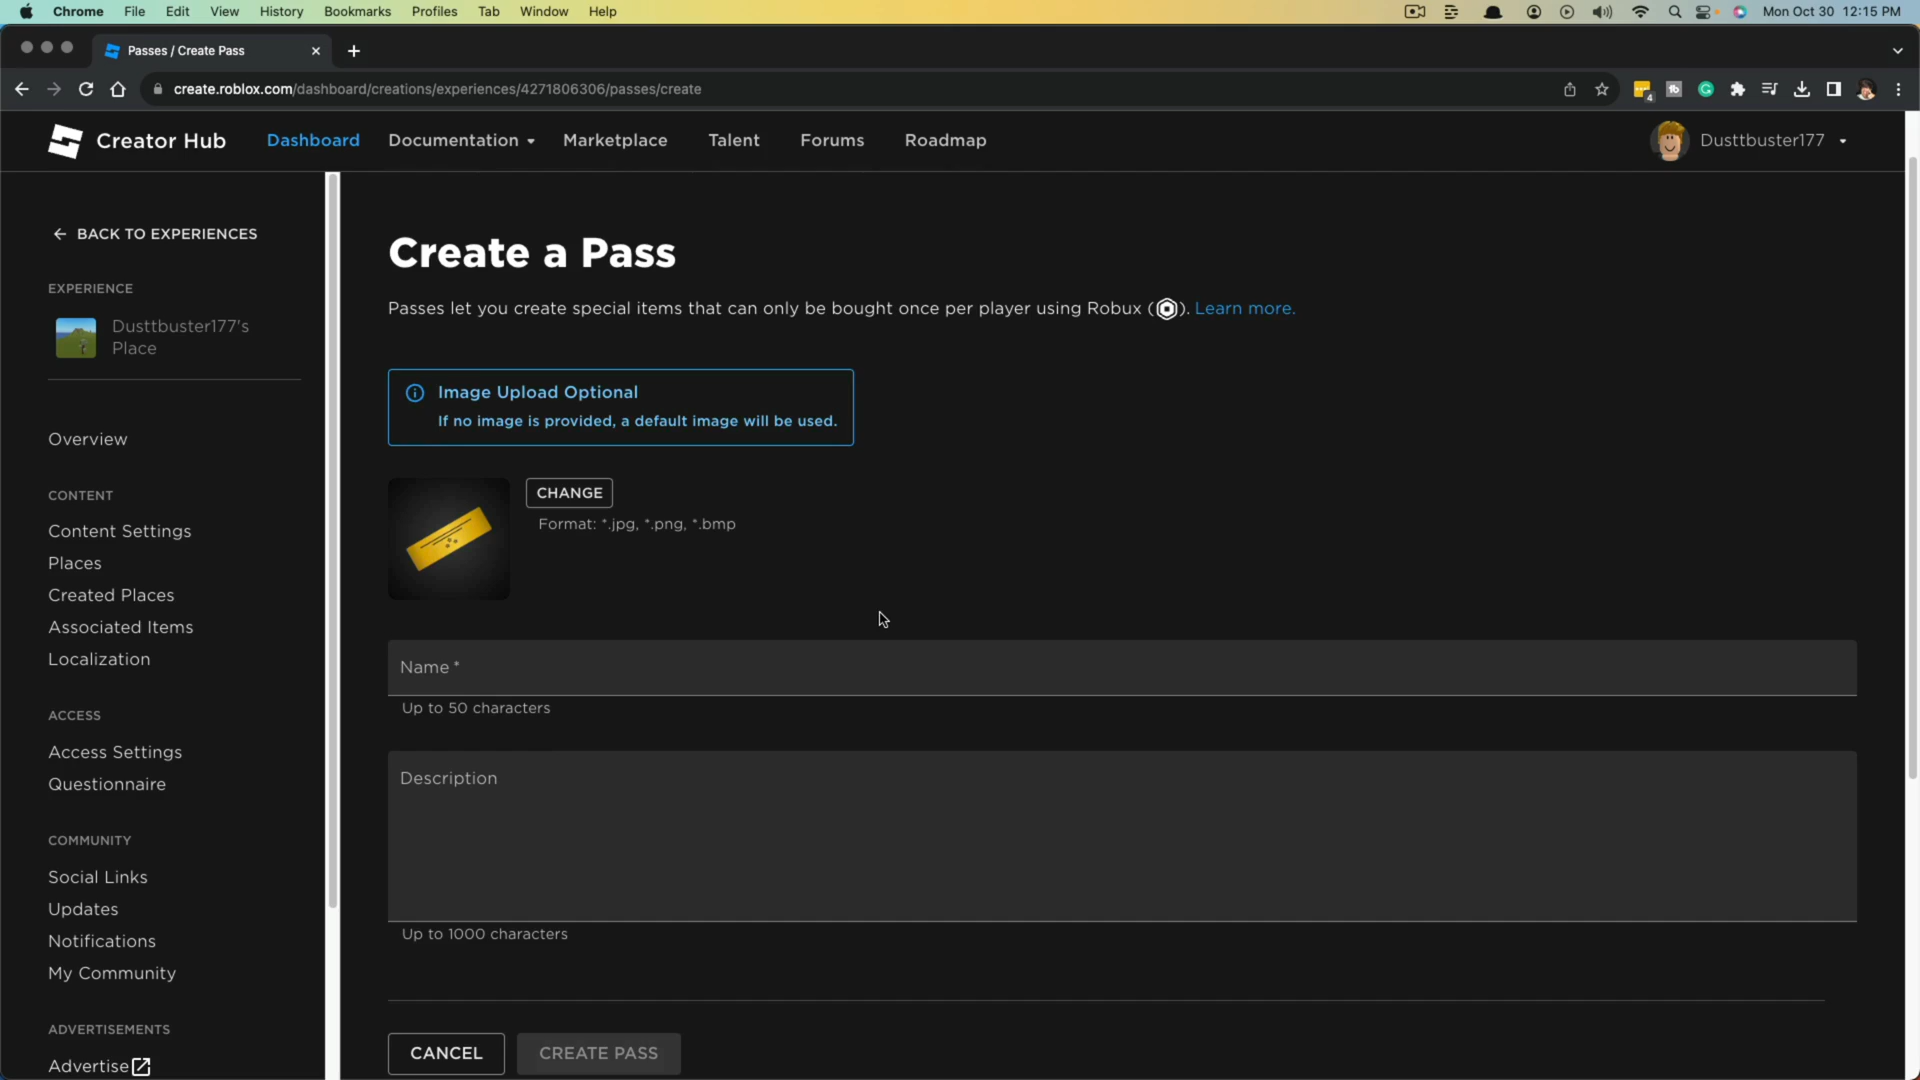 Chrome File Edit View History Bookmarks Profiles Tab Window Help Mon Oct 30 12:15 PM
Passes / Create Pass
create.roblox.com/dashboard/creations/experiences/4271806306/passes/create
4
Creator Hub Dashboard Documentation Marketplace Talent Forums Roadmap Dusttbuster177
BACK TO EXPERIENCES
EXPERIENCE
Dusttbuster177's
Place
Overview
CONTENT
Content Settings
Places
Created Places
Associated Items
Localization
ACCESS
Access Settings
Questionnaire
COMMUNITY
Social Links
Updates
Notifications
My Community
ADVERTISEMENTS
Advertise
Create a Pass
Passes let you create special items that can only be bought once per player using Robux ( ). Learn more.
Image Upload Optional
If no image is provided, a default image will be used.
CHANGE
Format: *.jpg, *.png, *.bmp
Name *
Up to 50 characters
Description
Up to 1000 characters
CANCEL CREATE PASS